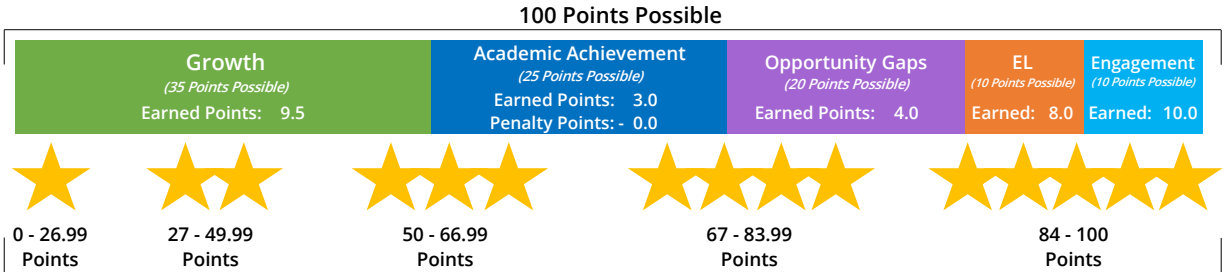 100 Points Possible
Growth
(35 Points Possible)
Earned Points: 9.5
Academic Achievement
(25 Points Possible)
Earned Points: 3.0
Penalty Points: - 0.0
Opportunity Gaps
(20 Points Possible)
Earned Points: 4.0
EL
(10 Points Possible)
Earned: 8.0
Engagement
(10 Points Possible)
Earned: 10.0
0 - 26.99
Points
27 - 49.99
Points
50 - 66.99
Points
67 - 83.99
Points
84 - 100
Points